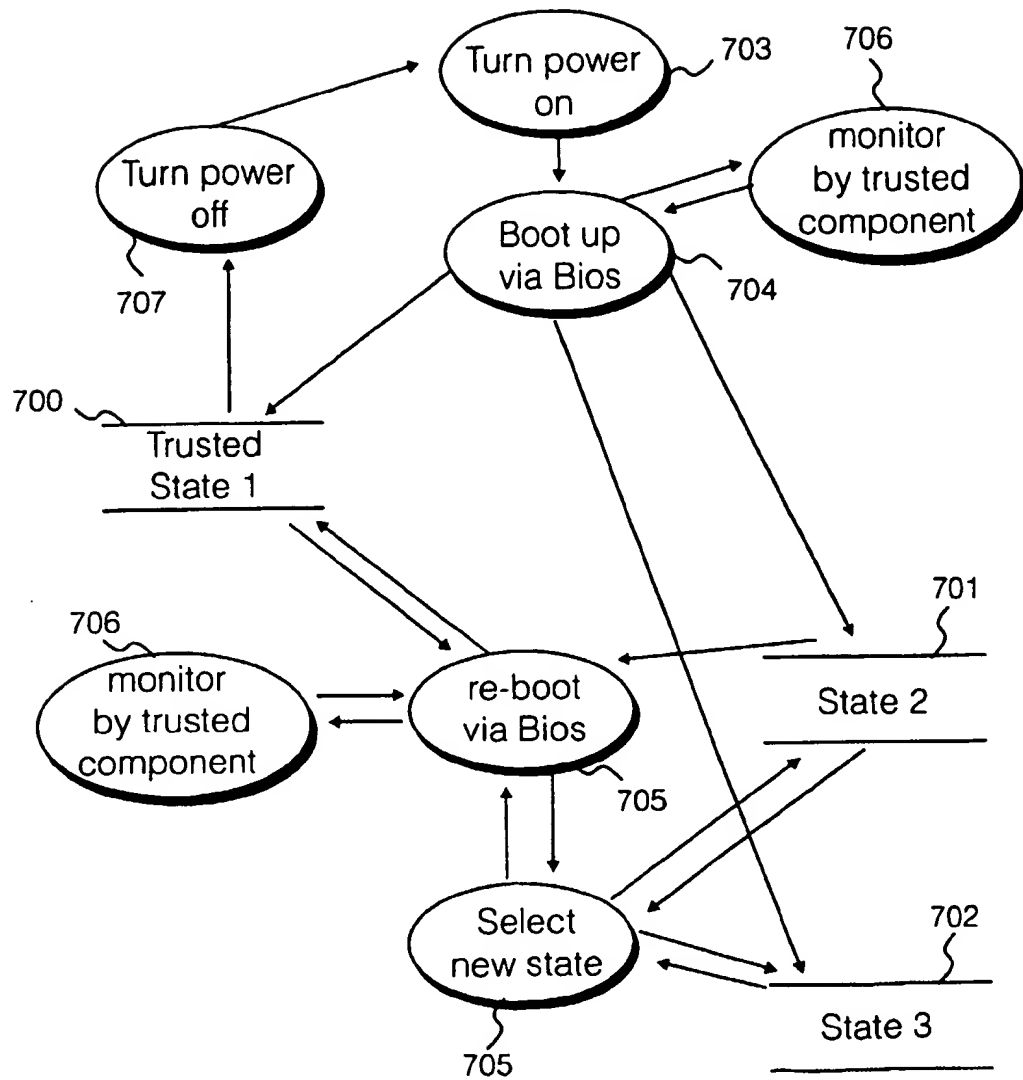 Turn power
on
703
706
monitor
by trusted
component
Turn power
off
707
Boot up
via Bios
704
700
Trusted
State 1
706
monitor
by trusted
component
re-boot
via Bios
705
701
State 2
Select
new state
705
702
State 3